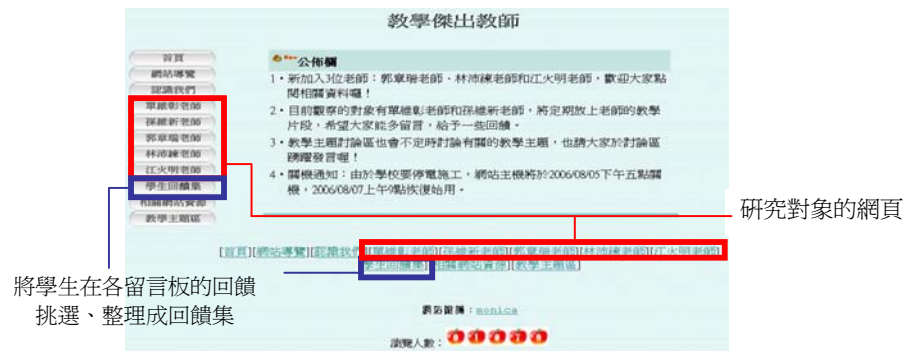 教學傑出教師
首頁
網站導覽
認識我們
單維彰老師
孫維新老師
郭章瑞老師
林沛練老師
江火明老師
學生回饋集
相關網站資源
教學主題區
公佈欄
1、新加入3位老師：郭章瑞老師、林沛練老師和江火明老師，歡迎大家點
閱相關資料囉！
2、目前觀察的對象有單維彰老師和孫維新老師，將定期放上老師的教學
片段，希望大家能多留言，給予一些回饋。
3、教學主題討論區也會不定時討論有關的教學主題，也請大家於討論區
踴躍發言喔！
4、關機通知：由於學校要停電施工，網站主機將於2006/08/05下午五點關
機，2006/08/07上午9點恢復始用。
研究對象的網頁
[首頁][網站導覽][認識我們][單維彰老師][孫維新老師][郭章瑞老師][林沛練老師][江火明老師]
[學生回饋集][相關網站資源][教學主題區]
將學生在各留言板的回饋
挑選、整理成回饋集
monica
瀏覽人數：